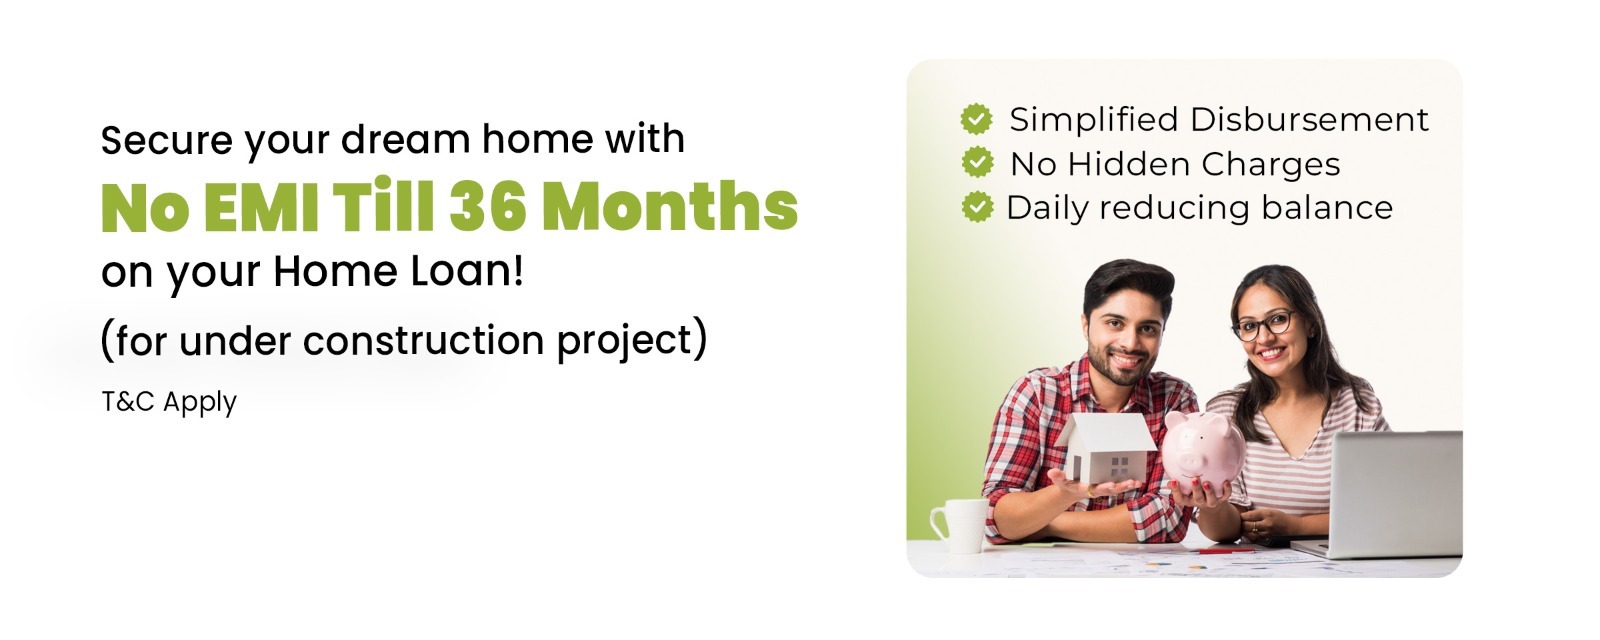 Secure your dream home with
No EMI Till 36 Months
on your Home Loan!
(for under construction project)
T&C Apply
Simplified Disbursement
No Hidden Charges
Daily reducing balance